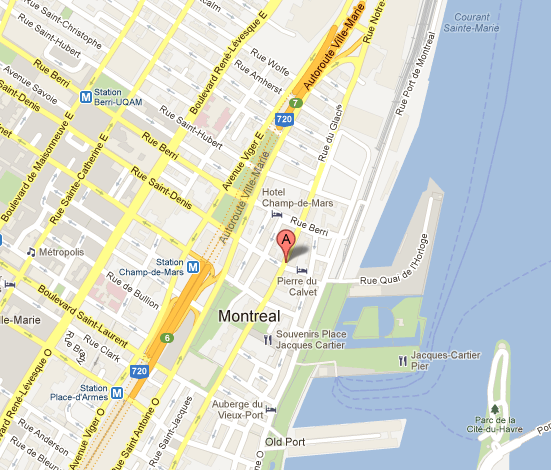 Rue Saint-Christophe
Rue Saint-Hubert
Rue Berri
Avenue Savoie
Saint-Denis
Station
Berri-UQAM
M
Boulevard René-Lévesque E
Rue Wolfe
Rue Amherst
Autoroute Ville-Marie
Rue Notre-
Courant
Sainte-Marie
Rue Port de Montréal
7
720
Rue du Glacis
Rue Saint-Hubert
Avenue Viger E
Rue Berri
Rue Saint-Denis
Boulevard de Maisonneuve E
Rue Sainte-Catherine E
Autoroute Ville-Marie
Hotel
Champ-de-Mars
Rue Berri
A
Métropolis
Station
Champ-de-Mars
M
Rue de Bullion
Pierre du
Calvet
Rue Quai de l'Horloge
Boulevard Saint-Laurent
lle-Marie
Montreal
Souvenirs Place
Jacques Cartier
6
Rue Clark
Jacques-Cartier
Pier
720
Station
Place-d'Armes
M
René-Lévesque O
Auberge du
Vieux-Port
Parc de la
Cité-du-Havre
Rue Anderson
Avenue Viger O
Rue Saint Antoine O
Rue Saint-Jacques
Old Port